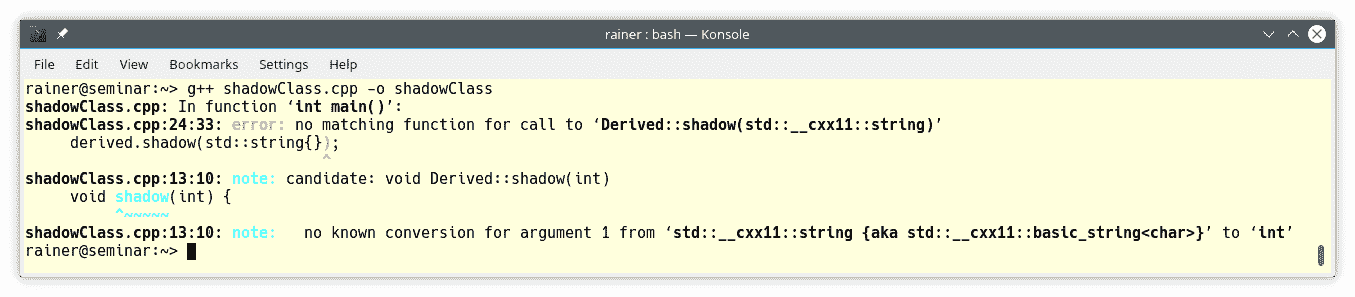 rainer : bash — Konsole
File Edit View Bookmarks Settings Help
rainer@seminar:~> g++ shadowClass.cpp -o shadowClass
shadowClass.cpp: In function ‘int main()’:
shadowClass.cpp:24:33: error: no matching function for call to ‘Derived::shadow(std::__cxx11::string)’
     derived.shadow(std::string{});
                                 ^
shadowClass.cpp:13:10: note: candidate: void Derived::shadow(int)
     void shadow(int) {
          ^~~~~~
shadowClass.cpp:13:10: note:   no known conversion for argument 1 from ‘std::__cxx11::string {aka std::__cxx11::basic_string<char>}’ to ‘int’
rainer@seminar:~>